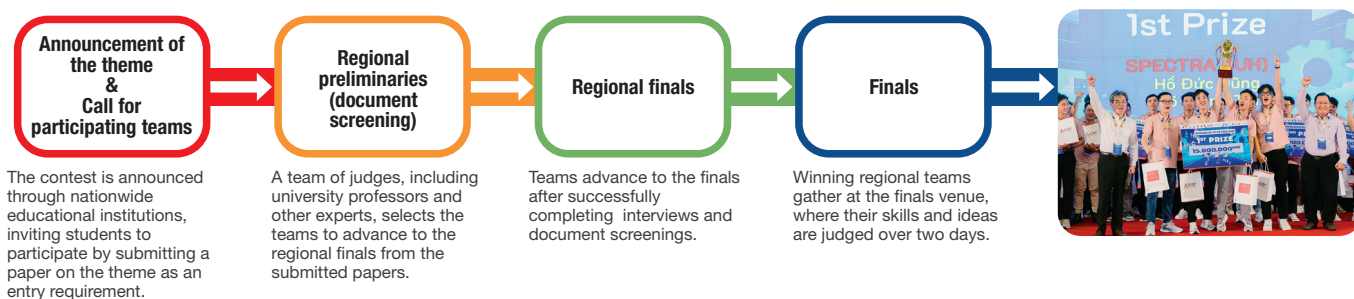 Announcement of
the theme
&
Call for
participating teams
The contest is announced
through nationwide
educational institutions,
inviting students to
participate by submitting a
paper on the theme as an
entry requirement.
Regional
preliminaries
(document
screening)
A team of judges, including
university professors and
other experts, selects the
teams to advance to the
regional finals from the
submitted papers.
Regional finals
Teams advance to the finals
after successfully
completing  interviews and
document screenings.
Finals
Winning regional teams
gather at the finals venue,
where their skills and ideas
are judged over two days.
1st Prize
SPECTRA
UH)
Hồ Đức Dũng
1ST PRIZE
15.000.000